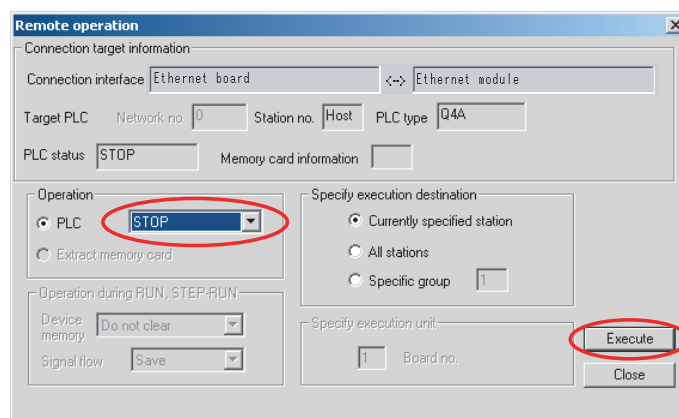 Remote operation
Connection target information
Connection interface Ethernet board <--> Ethernet module
Target PLC Network no. 0 Station no. Host PLC type Q4A
PLC status STOP Memory card information
Operation
PLC STOP
Extract memory card
Specify execution destination
Currently specified station
All stations
Specific group 1
Operation during RUN, STEP-RUN
Device memory Do not clear
Signal flow Save
Specify execution unit
1 Board no.
Execute
Close